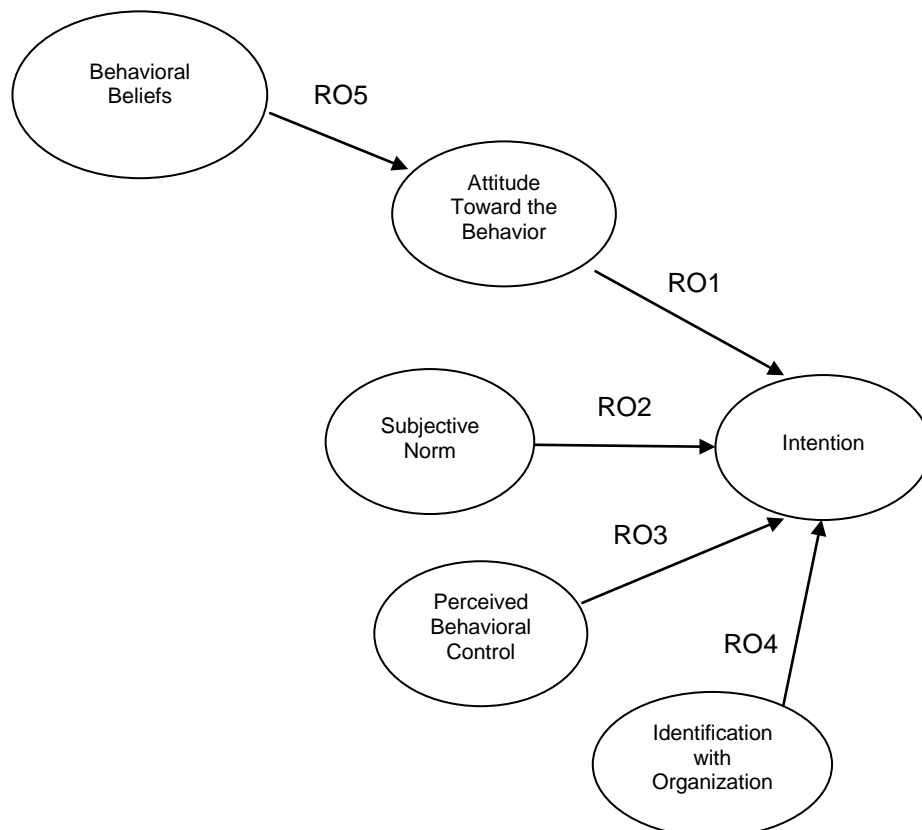 Behavioral
Beliefs
RO5
Attitude
Toward the
Behavior
RO1
Subjective
Norm
RO2
Intention
RO3
Perceived
Behavioral
Control
RO4
Identification
with
Organization